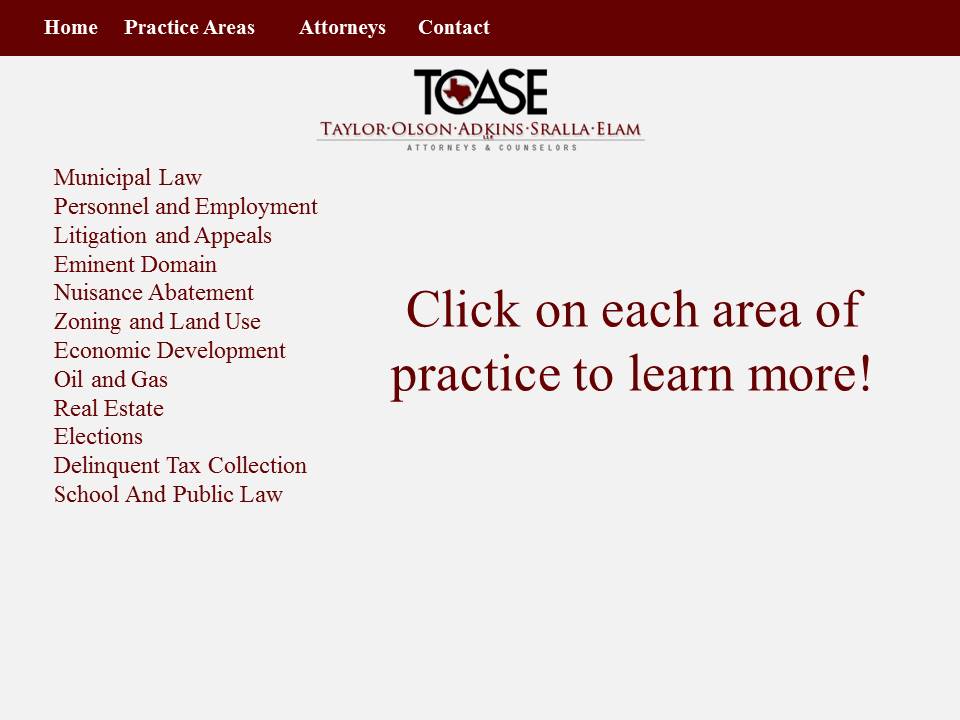 Home Practice Areas Attorneys Contact
TOASE
TAYLOR·OLSON·ADKINS·SRALLA·ELAM
LLP
ATTORNEYS & COUNSELORS
Municipal Law
Personnel and Employment
Litigation and Appeals
Eminent Domain
Nuisance Abatement
Zoning and Land Use
Economic Development
Oil and Gas
Real Estate
Elections
Delinquent Tax Collection
School And Public Law
Click on each area of
practice to learn more!